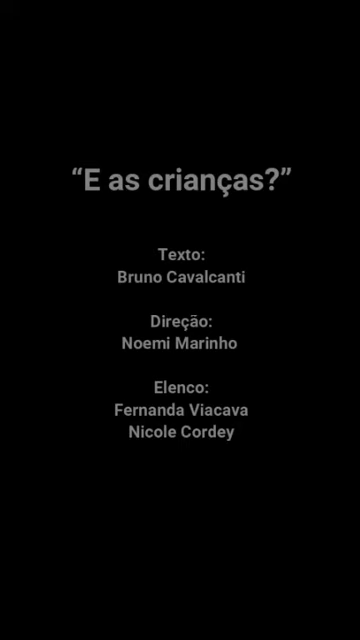 “E as crianças?”
Texto:
Bruno Cavalcanti
Direção:
Noemi Marinho
Elenco:
Fernanda Viacava
Nicole Cordey